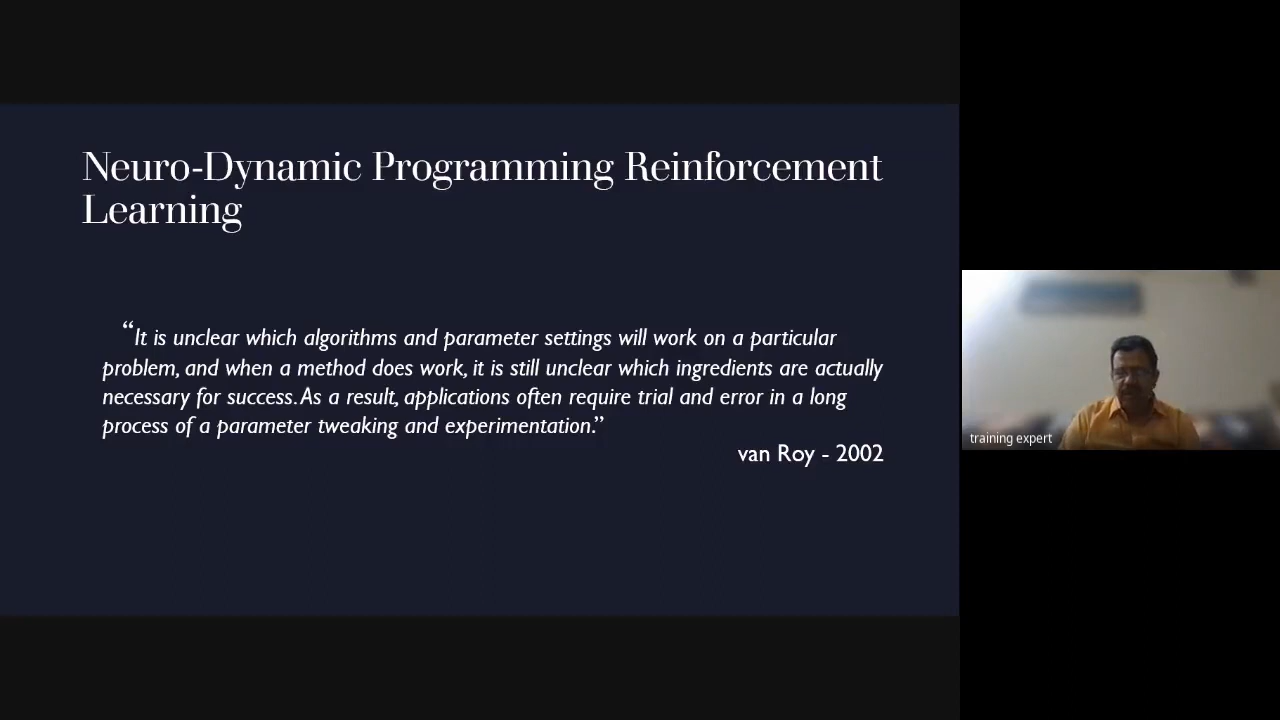 Neuro-Dynamic Programming Reinforcement
Learning
“It is unclear which algorithms and parameter settings will work on a particular
problem, and when a method does work, it is still unclear which ingredients are actually
necessary for success. As a result, applications often require trial and error in a long
process of a parameter tweaking and experimentation.”
van Roy - 2002
training expert